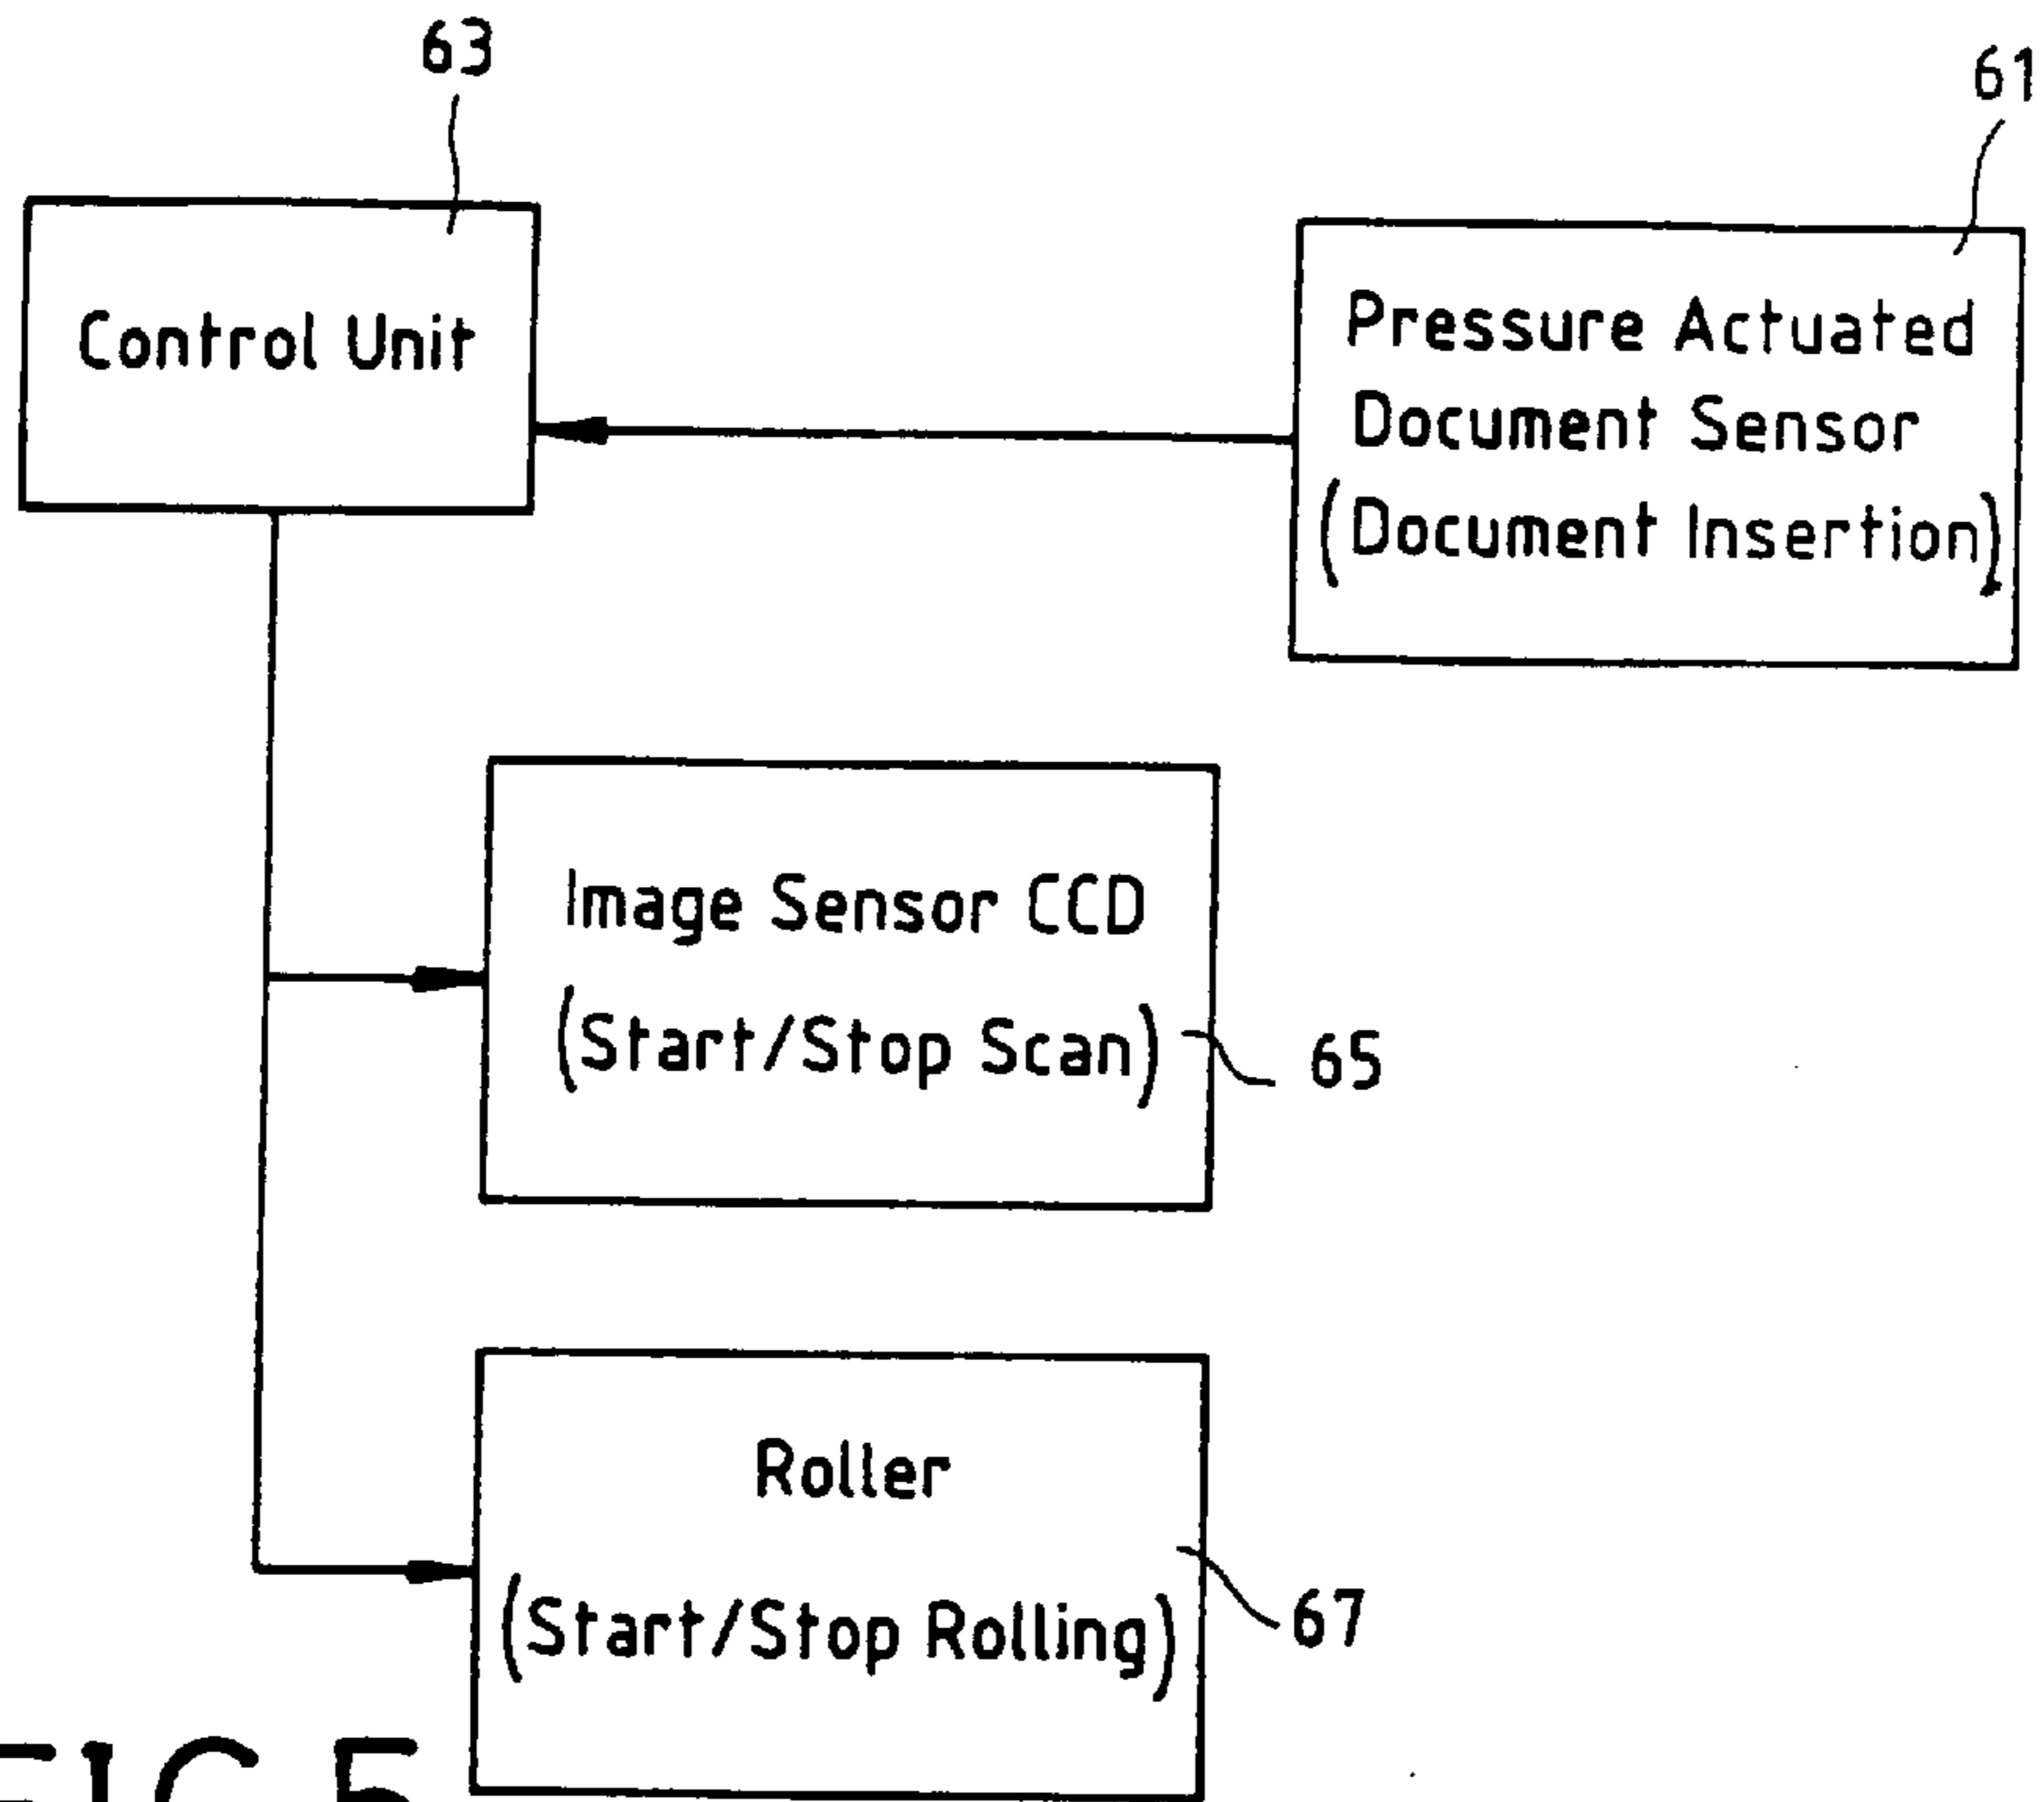 63
61
Control Unit
Pressure Actuated
Document Sensor
(Document Insertion)
Image Sensor CCD
(Start/Stop Scan)
65
Roller
(Start/Stop Rolling)
67